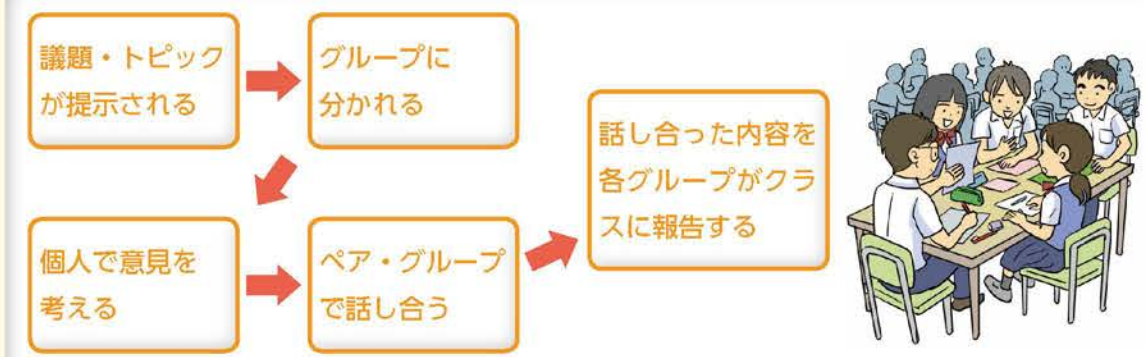 議題・トピック
が提示される
グループに
分かれる
個人で意見を
考える
ペア・グループ
で話し合う
話し合った内容を
各グループがクラ
スに報告する